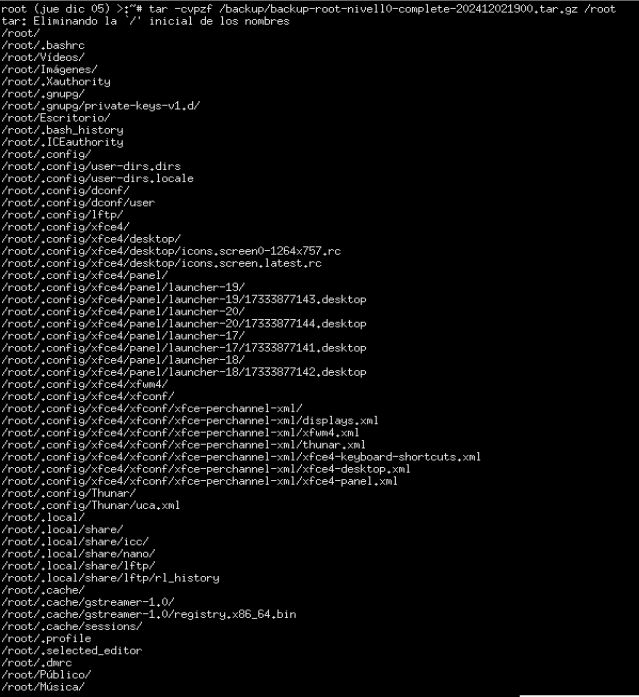 root (jue dic 05) >:~# tar -cvpzf /backup/backup-root-nivel0-complete-202412021900.tar.gz /root
tar: Eliminando la `/' inicial de los nombres
/root/
/root/.bashrc
/root/Vídeos/
/root/Imágenes/
/root/.Xauthority
/root/.gnupg/
/root/.gnupg/private-keys-v1.d/
/root/Escritorio/
/root/.bash_history
/root/.ICEauthority
/root/.config/
/root/.config/user-dirs.dirs
/root/.config/user-dirs.locale
/root/.config/dconf/
/root/.config/dconf/user
/root/.config/lftp/
/root/.config/xfce4/
/root/.config/xfce4/desktop/
/root/.config/xfce4/desktop/icons.screen0-1264x757.rc
/root/.config/xfce4/desktop/icons.screen.latest.rc
/root/.config/xfce4/panel/
/root/.config/xfce4/panel/launcher-19/
/root/.config/xfce4/panel/launcher-19/17333877143.desktop
/root/.config/xfce4/panel/launcher-20/
/root/.config/xfce4/panel/launcher-20/17333877144.desktop
/root/.config/xfce4/panel/launcher-17/
/root/.config/xfce4/panel/launcher-17/17333877141.desktop
/root/.config/xfce4/panel/launcher-18/
/root/.config/xfce4/panel/launcher-18/17333877142.desktop
/root/.config/xfce4/xfwm4/
/root/.config/xfce4/xfconf/
/root/.config/xfce4/xfconf/xfce-perchannel-xml/
/root/.config/xfce4/xfconf/xfce-perchannel-xml/displays.xml
/root/.config/xfce4/xfconf/xfce-perchannel-xml/xfwm4.xml
/root/.config/xfce4/xfconf/xfce-perchannel-xml/thunar.xml
/root/.config/xfce4/xfconf/xfce-perchannel-xml/xfce4-keyboard-shortcuts.xml
/root/.config/xfce4/xfconf/xfce-perchannel-xml/xfce4-desktop.xml
/root/.config/xfce4/xfconf/xfce-perchannel-xml/xfce4-panel.xml
/root/.config/Thunar/
/root/.config/Thunar/uca.xml
/root/.local/
/root/.local/share/
/root/.local/share/icc/
/root/.local/share/nano/
/root/.local/share/lftp/
/root/.local/share/lftp/rl_history
/root/.cache/
/root/.cache/gstreamer-1.0/
/root/.cache/gstreamer-1.0/registry.x86_64.bin
/root/.cache/sessions/
/root/.profile
/root/.selected_editor
/root/.dmrc
/root/Público/
/root/Música/